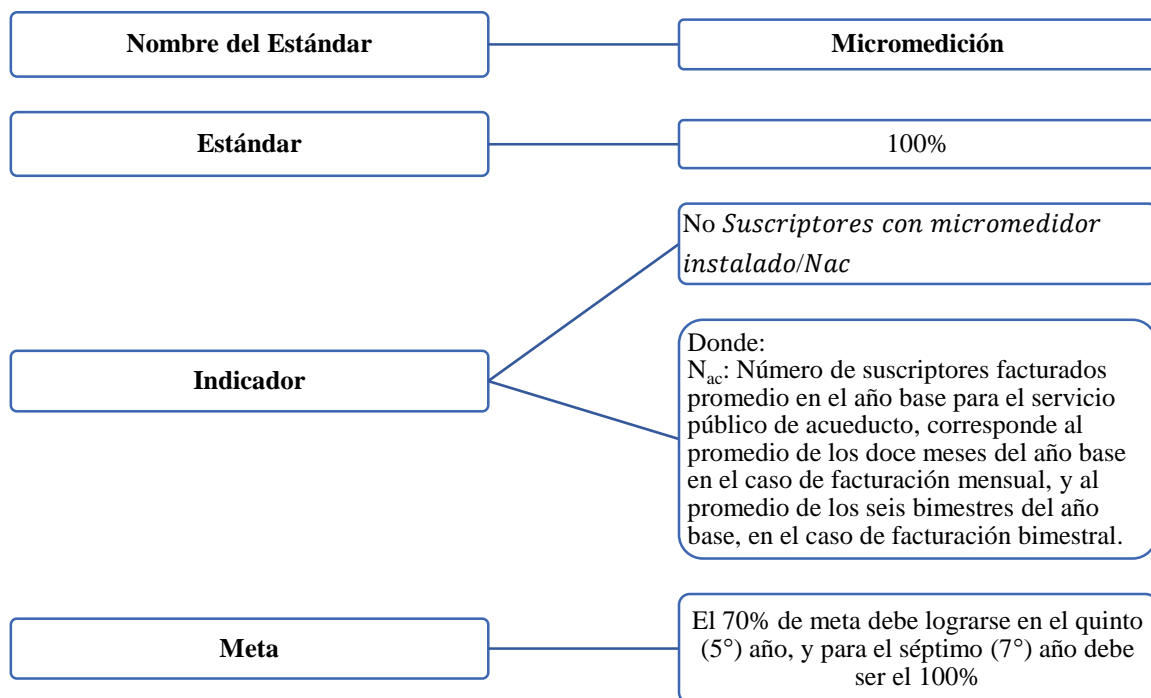 Nombre del Estándar
Micromedición
Estándar
100%
Indicador
No Suscriptores con micromedidor
instalado/Nac
Donde:
Nac: Número de suscriptores facturados
promedio en el año base para el servicio
público de acueducto, corresponde al
promedio de los doce meses del año base
en el caso de facturación mensual, y al
promedio de los seis bimestres del año
base, en el caso de facturación bimestral.
Meta
El 70% de meta debe lograrse en el quinto
(5°) año, y para el séptimo (7°) año debe
ser el 100%